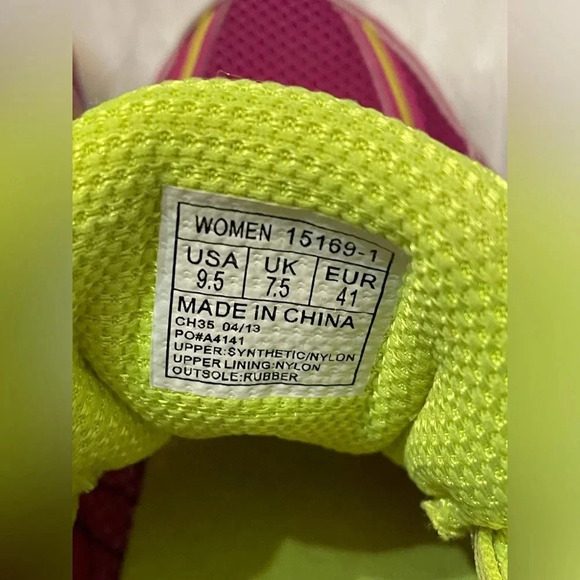 WOMEN 15169-1
USA UK EUR
9.5 7.5 41
MADE IN CHINA
CH35 04/13
PO#A4141
UPPER:SYNTHETIC/NYLON
UPPER LINING:NYLON
OUTSOLE:RUBBER